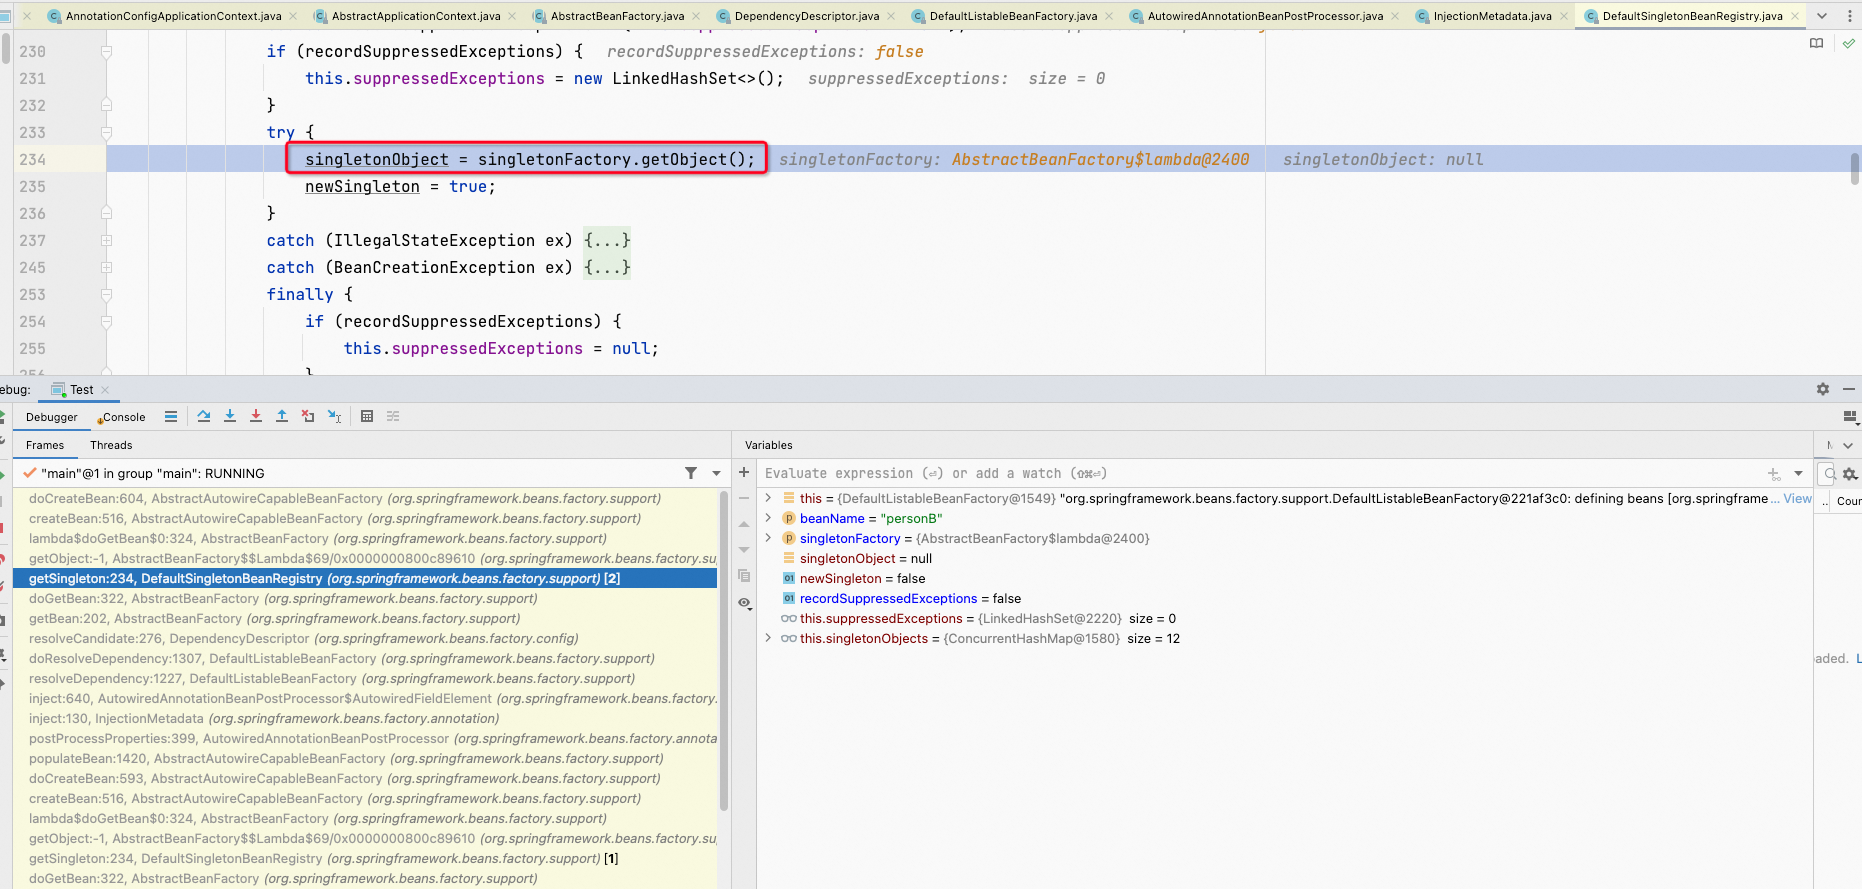 AnnotationConfigApplicationContext.java AbstractApplicationContext.java AbstractBeanFactory.java DependencyDescriptor.java DefaultListableBeanFactory.java AutowiredAnnotationBeanPostProcessor.java InjectionMetadata.java DefaultSingletonBeanRegistry.java
230 if (recordSuppressedExceptions) { recordSuppressedExceptions: false
231 this.suppressedExceptions = new LinkedHashSet<>(); suppressedExceptions: size = 0
232 }
233 try {
234 singletonObject = singletonFactory.getObject(); singletonFactory: AbstractBeanFactory$lambda@2400 singletonObject: null
235 newSingleton = true;
236 }
237 catch (IllegalStateException ex) {...}
245 catch (BeanCreationException ex) {...}
253 finally {
254 if (recordSuppressedExceptions) {
255 this.suppressedExceptions = null;
256 }
ebug: Test
Debugger Console
Frames Threads Variables
"main"@1 in group "main": RUNNING
doCreateBean:604, AbstractAutowireCapableBeanFactory (org.springframework.beans.factory.support)
createBean:516, AbstractAutowireCapableBeanFactory (org.springframework.beans.factory.support)
lambda$doGetBean$0:324, AbstractBeanFactory (org.springframework.beans.factory.support)
getObject:-1, AbstractBeanFactory$$Lambda$69/0x0000000800c89610 (org.springframework.beans.factory.su
getSingleton:234, DefaultSingletonBeanRegistry (org.springframework.beans.factory.support) [2]
doGetBean:322, AbstractBeanFactory (org.springframework.beans.factory.support)
getBean:202, AbstractBeanFactory (org.springframework.beans.factory.support)
resolveCandidate:276, DependencyDescriptor (org.springframework.beans.factory.config)
doResolveDependency:1307, DefaultListableBeanFactory (org.springframework.beans.factory.support)
resolveDependency:1227, DefaultListableBeanFactory (org.springframework.beans.factory.support)
inject:640, AutowiredAnnotationBeanPostProcessor$AutowiredFieldElement (org.springframework.beans.factory.
inject:130, InjectionMetadata (org.springframework.beans.factory.annotation)
postProcessProperties:399, AutowiredAnnotationBeanPostProcessor (org.springframework.beans.factory.annota
populateBean:1420, AbstractAutowireCapableBeanFactory (org.springframework.beans.factory.support)
doCreateBean:593, AbstractAutowireCapableBeanFactory (org.springframework.beans.factory.support)
createBean:516, AbstractAutowireCapableBeanFactory (org.springframework.beans.factory.support)
lambda$doGetBean$0:324, AbstractBeanFactory (org.springframework.beans.factory.support)
getObject:-1, AbstractBeanFactory$$Lambda$69/0x0000000800c89610 (org.springframework.beans.factory.su
getSingleton:234, DefaultSingletonBeanRegistry (org.springframework.beans.factory.support) [1]
doGetBean:322, AbstractBeanFactory (org.springframework.beans.factory.support)
Evaluate expression (⏎) or add a watch (⇧⌘⏎)
this = {DefaultListableBeanFactory@1549} "org.springframework.beans.factory.support.DefaultListableBeanFactory@221af3c0: defining beans [org.springframe ... View
beanName = "personB"
singletonFactory = {AbstractBeanFactory$lambda@2400}
singletonObject = null
newSingleton = false
recordSuppressedExceptions = false
this.suppressedExceptions = {LinkedHashSet@2220} size = 0
this.singletonObjects = {ConcurrentHashMap@1580} size = 12
.. Cour
aded. L